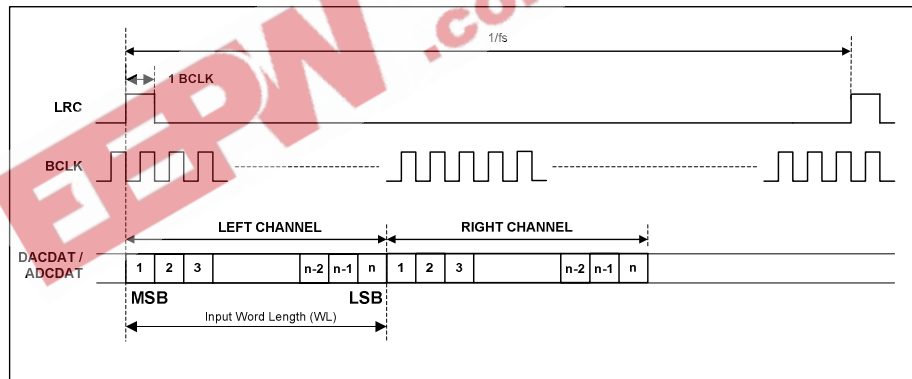 EEPW.com
1/fs
1 BCLK
LRC
BCLK
LEFT CHANNEL
RIGHT CHANNEL
DACDAT /
ADCDAT
1 2 3 n-2 n-1 n 1 2 3 n-2 n-1 n
MSB LSB
Input Word Length (WL)